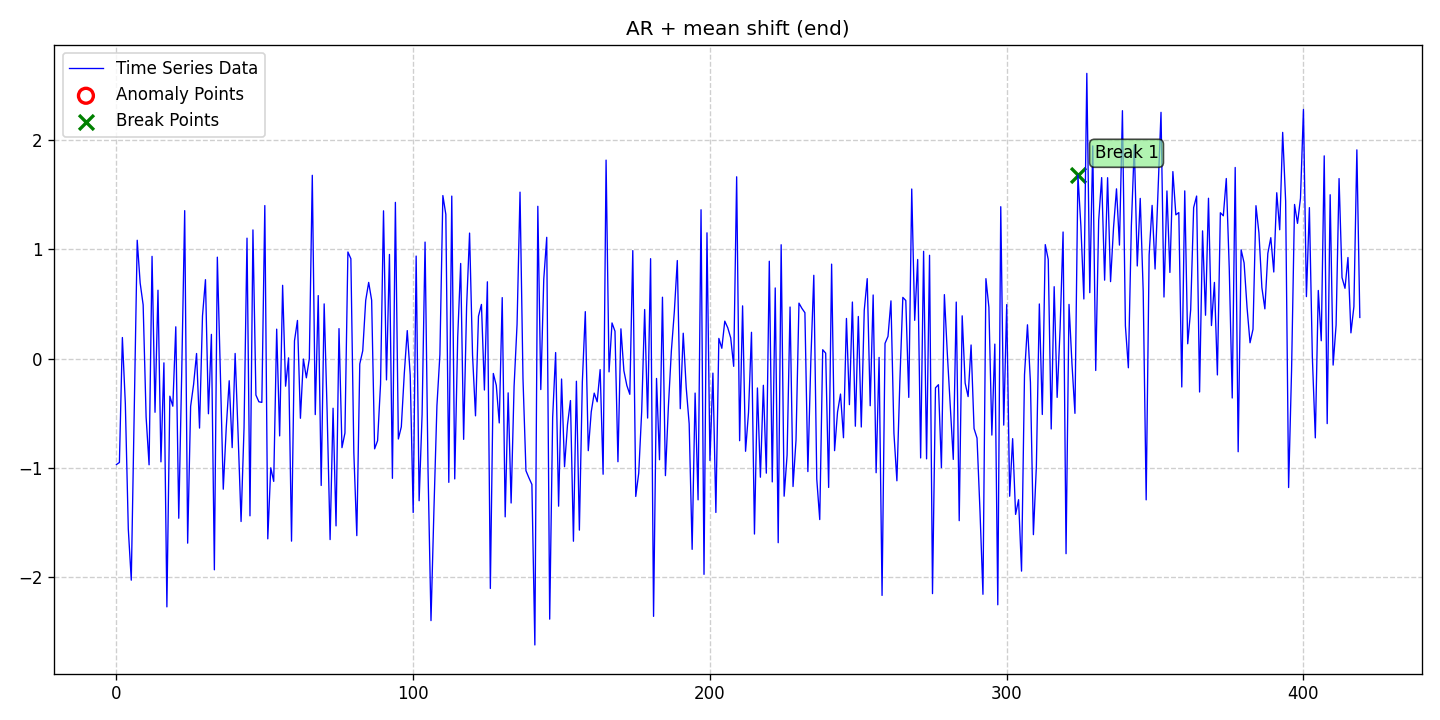 AR + mean shift (end)
Time Series Data
Anomaly Points
Break Points
Break 1
2
1
0
−1
−2
0
100
200
300
400